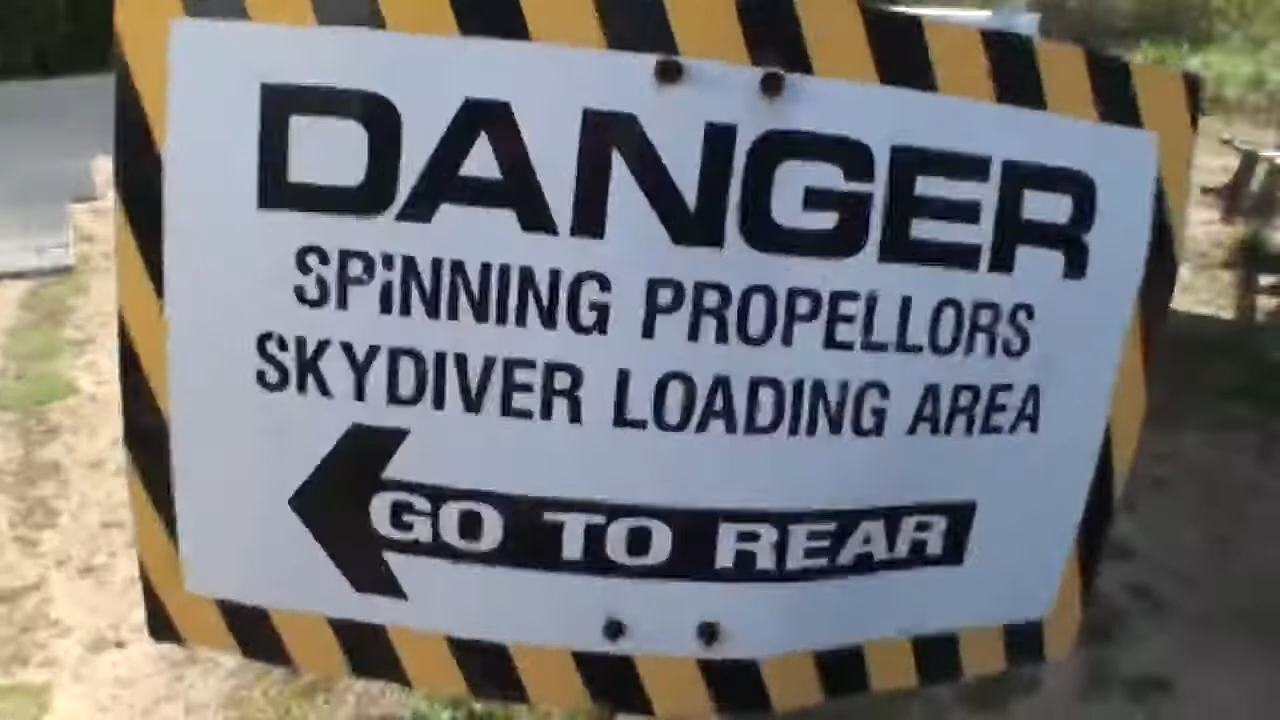 DANGER
SPiNNING PROPELLORS
SKYDIVER LOADING AREA
GO TO REAR